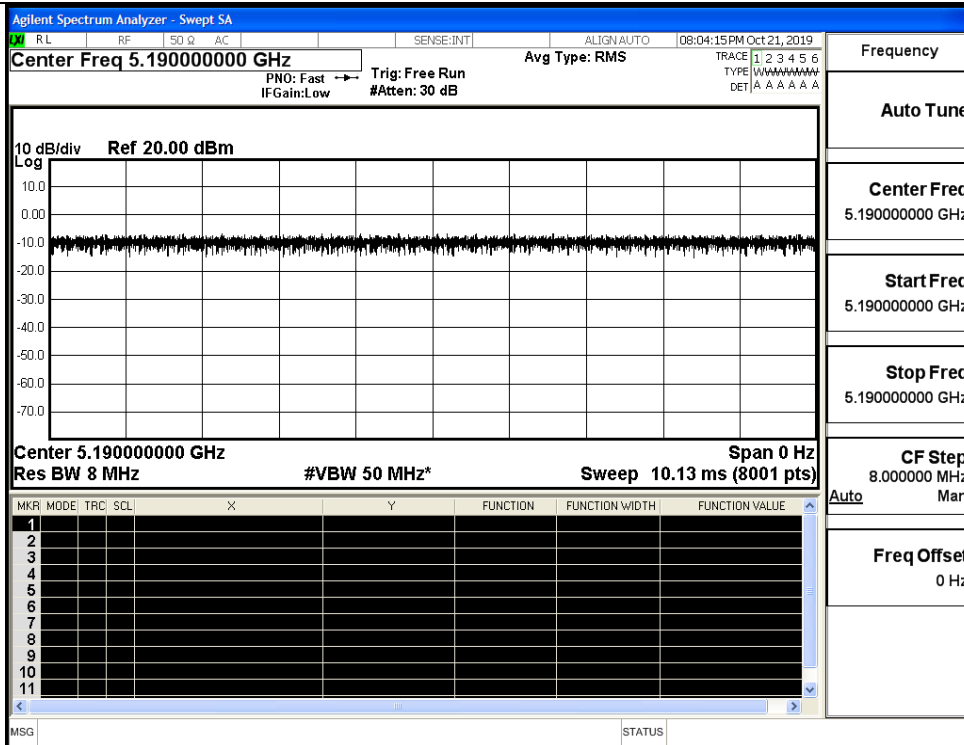 Agilent Spectrum Analyzer - Swept SA
LXI RL RF 50 Ω AC SENSE:INT ALIGN AUTO 08:04:15 PM Oct 21, 2019
Center Freq 5.190000000 GHz
PNO: Fast
IFGain:Low
Trig: Free Run
#Atten: 30 dB
Avg Type: RMS
TRACE 1 2 3 4 5 6
TYPE WWWWWW
DET A A A A A A
10 dB/div Ref 20.00 dBm
Log
10.0
0.00
-10.0
-20.0
-30.0
-40.0
-50.0
-60.0
-70.0
Center 5.190000000 GHz Span 0 Hz
Res BW 8 MHz #VBW 50 MHz* Sweep 10.13 ms (8001 pts)
MKR MODE TRC SCL X Y FUNCTION FUNCTION WIDTH FUNCTION VALUE
1
2
3
4
5
6
7
8
9
10
11
MSG STATUS
Frequency
Auto Tune
Center Freq
5.190000000 GHz
Start Freq
5.190000000 GHz
Stop Freq
5.190000000 GHz
CF Step
8.000000 MHz
Auto Man
Freq Offset
0 Hz